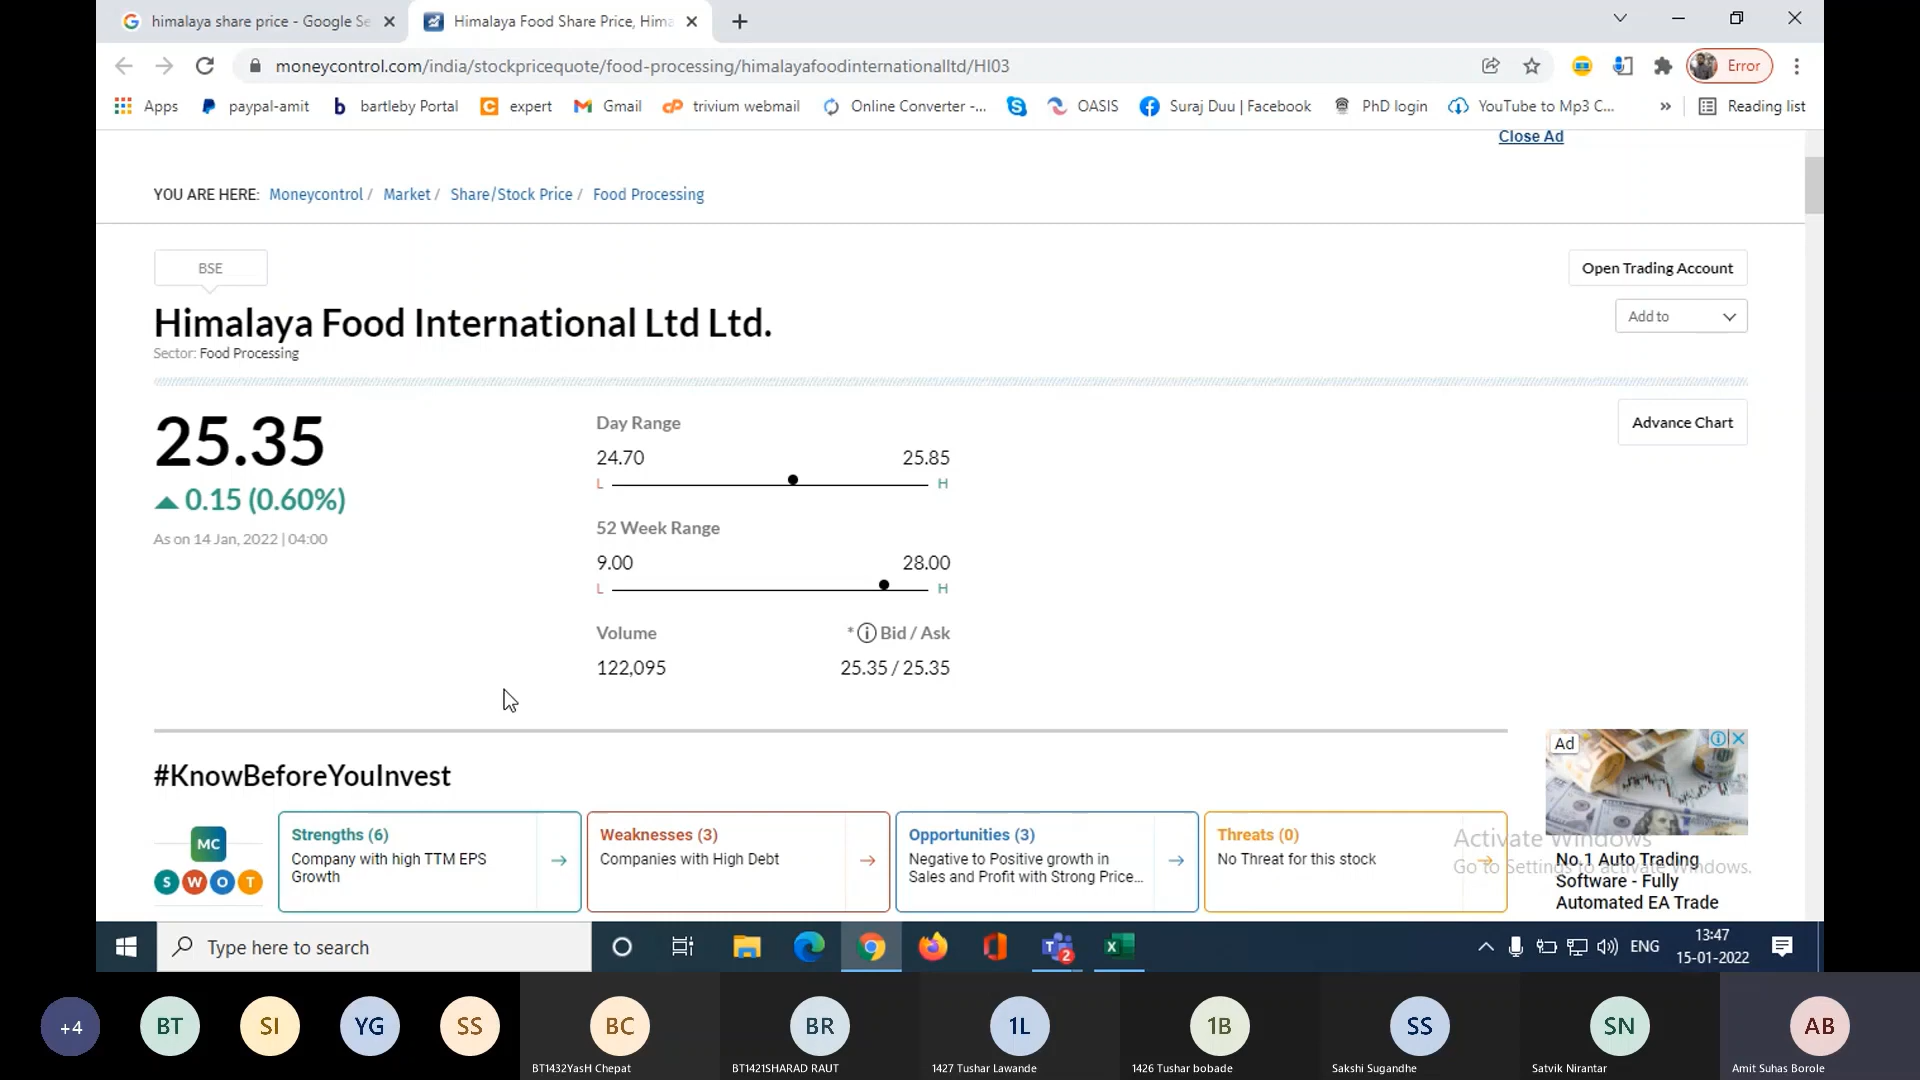 himalaya share price - Google Se
Himalaya Food Share Price, Hima
moneycontrol.com/india/stockpricequote/food-processing/himalayafoodinternationalltd/HI03
Error
Apps
paypal-amit
bartleby Portal
expert
Gmail
trivium webmail
Online Converter -...
OASIS
Suraj Duu | Facebook
PhD login
YouTube to Mp3 C...
»
Reading list
Close Ad
YOU ARE HERE: Moneycontrol / Market / Share/Stock Price / Food Processing
BSE
Open Trading Account
Himalaya Food International Ltd Ltd.
Add to
Sector: Food Processing
25.35
0.15 (0.60%)
As on 14 Jan, 2022 | 04:00
Day Range
24.70 25.85
L H
52 Week Range
9.00 28.00
L H
Volume * Bid / Ask
122,095 25.35 / 25.35
Advance Chart
#KnowBeforeYouInvest
MC
S W O T
Strengths (6)
Company with high TTM EPS
Growth
Weaknesses (3)
Companies with High Debt
Opportunities (3)
Negative to Positive growth in
Sales and Profit with Strong Price...
Threats (0)
No Threat for this stock
Ad
No.1 Auto Trading
Software - Fully
Automated EA Trade
Activate Windows
Go to Settings to activate Windows.
Type here to search
2
ENG
13:47
15-01-2022
+4
BT
SI
YG
SS
BC
BT1432YasH Chepat
BR
BT1421SHARAD RAUT
1L
1427 Tushar Lawande
1B
1426 Tushar bobade
SS
Sakshi Sugandhe
SN
Satvik Nirantar
AB
Amit Suhas Borole